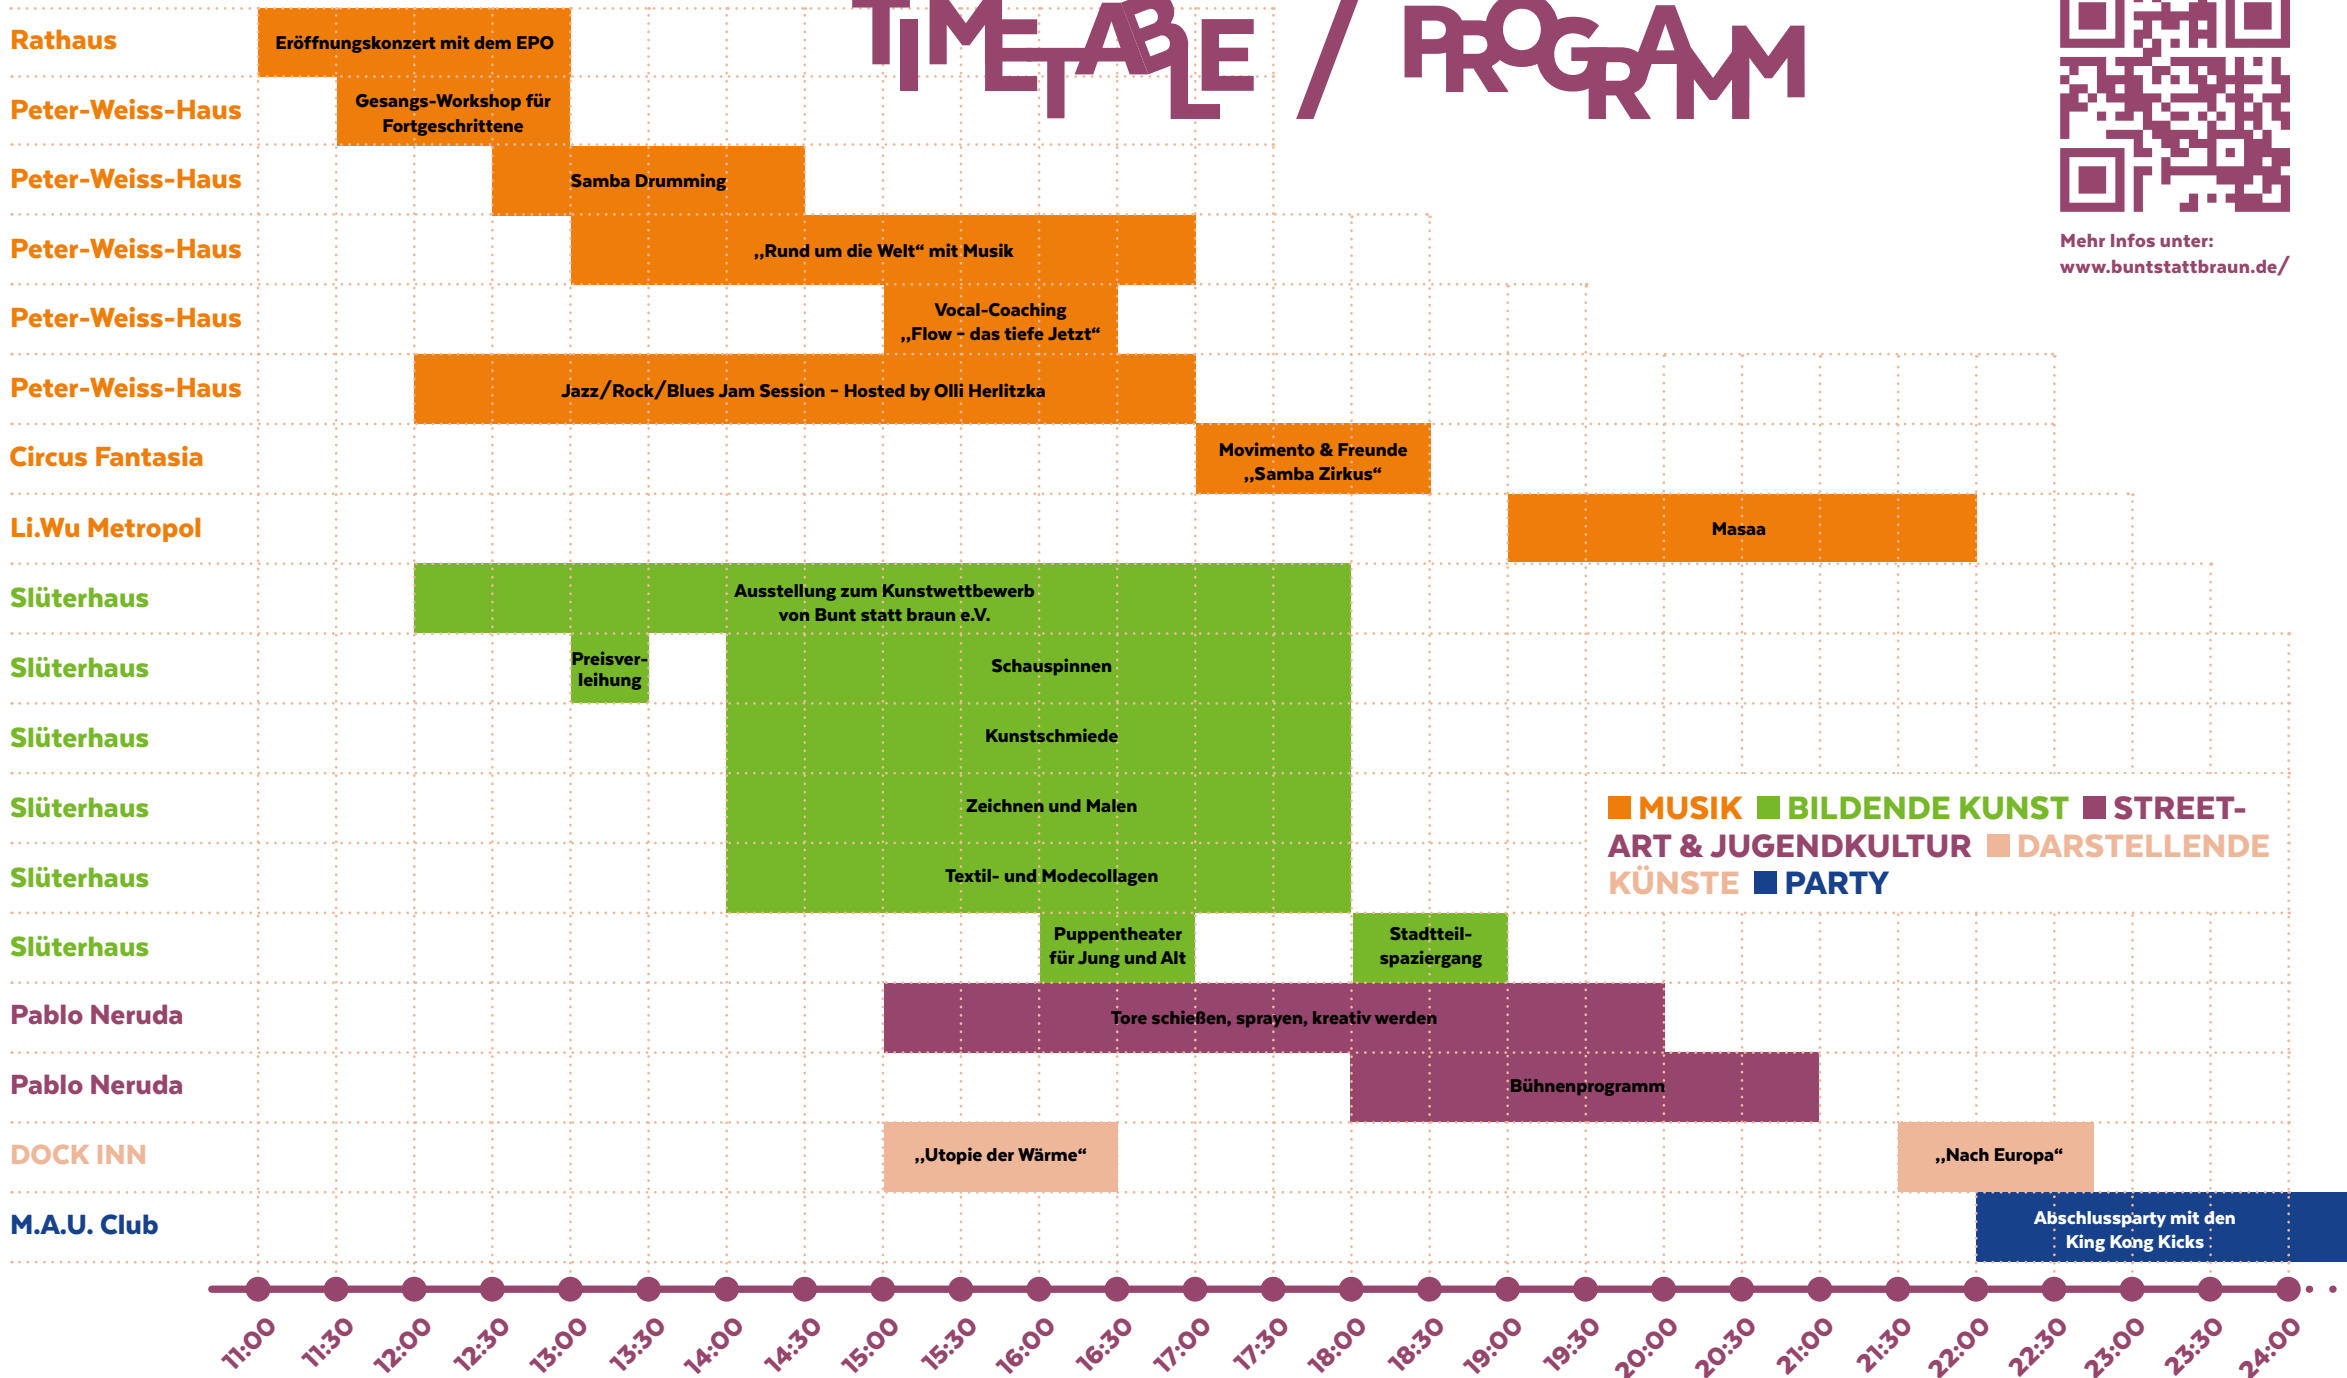 TIMETABLE / PROGRAMM
Mehr Infos unter:
www.buntstattbraun.de/
Rathaus
Eröffnungskonzert mit dem EPO
Peter-Weiss-Haus
Gesangs-Workshop für
Fortgeschrittene
Peter-Weiss-Haus
Samba Drumming
Peter-Weiss-Haus
„Rund um die Welt“ mit Musik
Peter-Weiss-Haus
Vocal-Coaching
„Flow – das tiefe Jetzt“
Peter-Weiss-Haus
Jazz/Rock/Blues Jam Session – Hosted by Olli Herlitzka
Circus Fantasia
Movimento & Freunde
„Samba Zirkus“
Li.Wu Metropol
Masaa
Slüterhaus
Ausstellung zum Kunstwettbewerb
von Bunt statt braun e.V.
Slüterhaus
Preisver-
leihung
Schauspinnen
Slüterhaus
Kunstschmiede
Slüterhaus
Zeichnen und Malen
Slüterhaus
Textil- und Modecollagen
Slüterhaus
Puppentheater
für Jung und Alt
Stadtteil-
spaziergang
Pablo Neruda
Tore schießen, sprayen, kreativ werden
Pablo Neruda
Bühnenprogramm
DOCK INN
„Utopie der Wärme“
„Nach Europa“
M.A.U. Club
Abschlussparty mit den
King Kong Kicks
MUSIK BILDENDE KUNST STREET-
ART & JUGENDKULTUR DARSTELLENDE
KÜNSTE PARTY
11:00 11:30 12:00 12:30 13:00 13:30 14:00 14:30 15:00 15:30 16:00 16:30 17:00 17:30 18:00 18:30 19:00 19:30 20:00 20:30 21:00 21:30 22:00 22:30 23:00 23:30 24:00